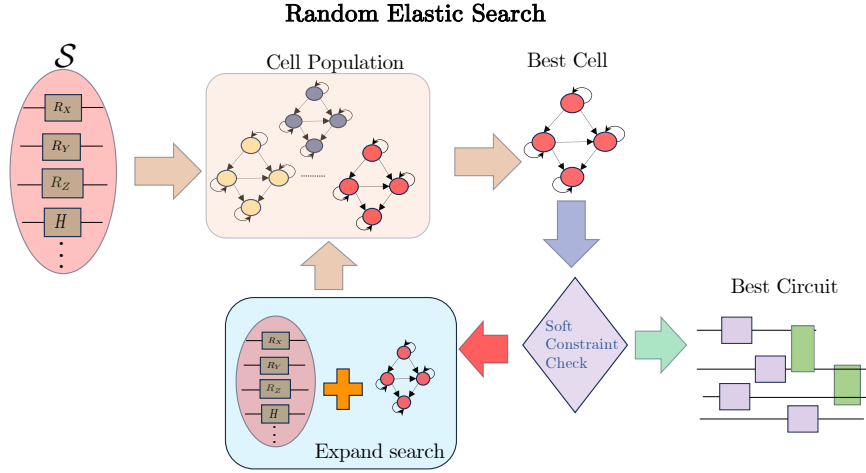 Random Elastic Search
S
R_X
R_Y
R_Z
H
Cell Population
Best Cell
Soft
Constraint
Check
Best Circuit
R_X
R_Y
R_Z
H
Expand search